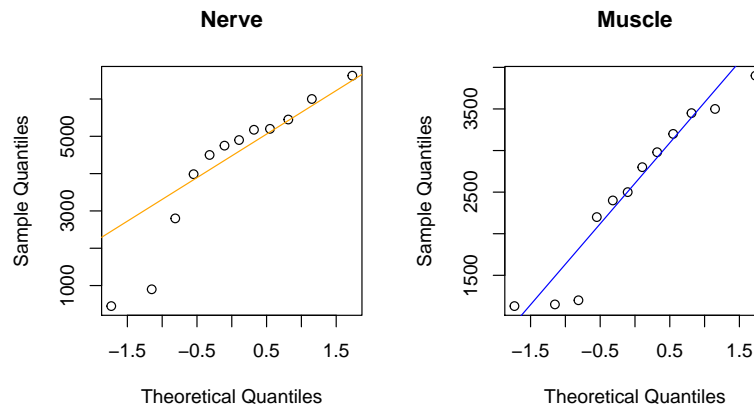 Nerve
Sample Quantiles
1000
3000
5000
−1.5
−0.5
0.5
1.5
Theoretical Quantiles
Muscle
Sample Quantiles
1500
2500
3500
−1.5
−0.5
0.5
1.5
Theoretical Quantiles